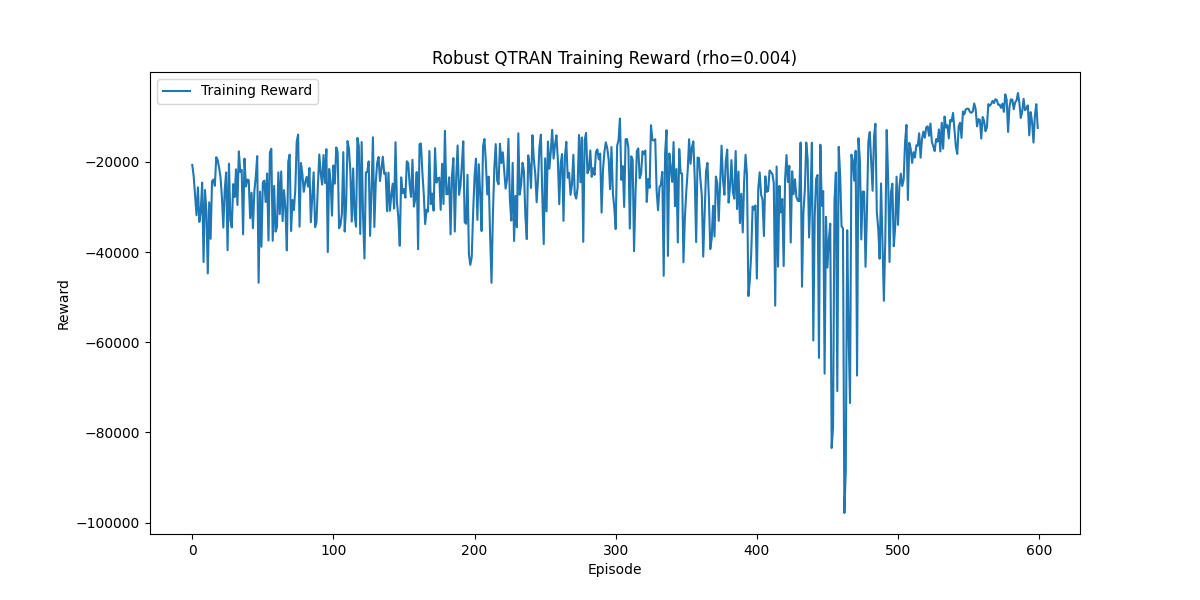 Robust QTRAN Training Reward (rho=0.004)
Training Reward
Reward
−20000
−40000
−60000
−80000
−100000
0 100 200 300 400 500 600
Episode